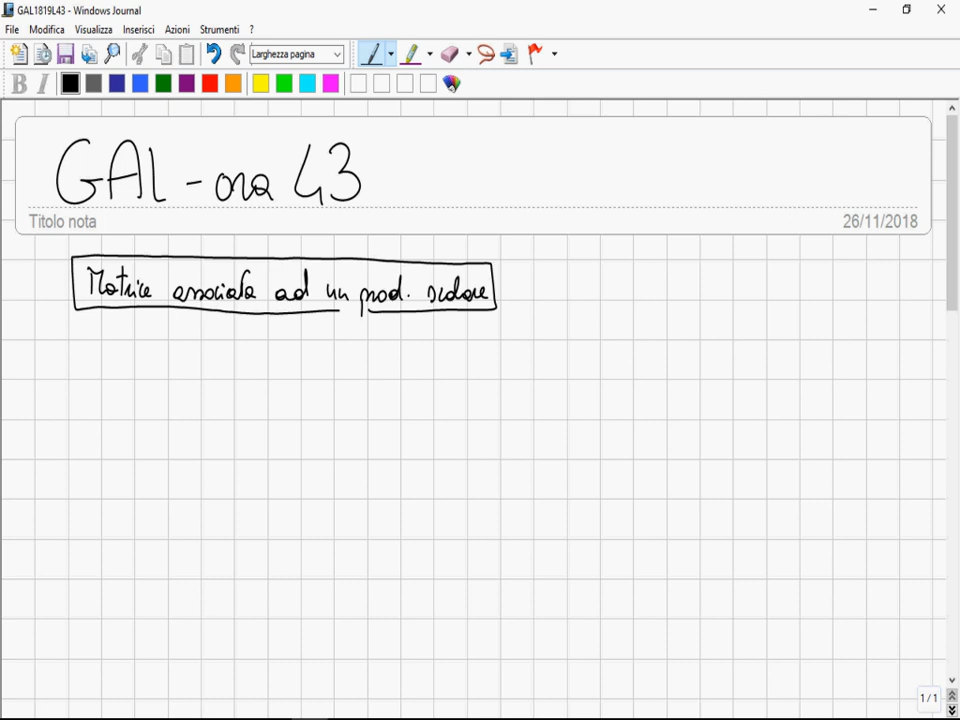 GAL1819L43 - Windows Journal
File Modifica Visualizza Inserisci Azioni Strumenti ?
Larghezza pagina
B I
GAL - ora 43
Titolo nota 26/11/2018
Matrice associata ad un prod. scalare
1/1